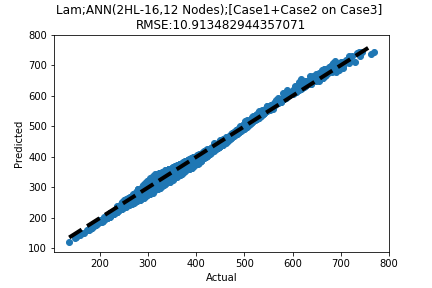 Lam;ANN(2HL-16,12 Nodes);[Case1+Case2 on Case3]
RMSE:10.913482944357071
800
700
600
500
400
300
200
100
Predicted
200 300 400 500 600 700 800
Actual